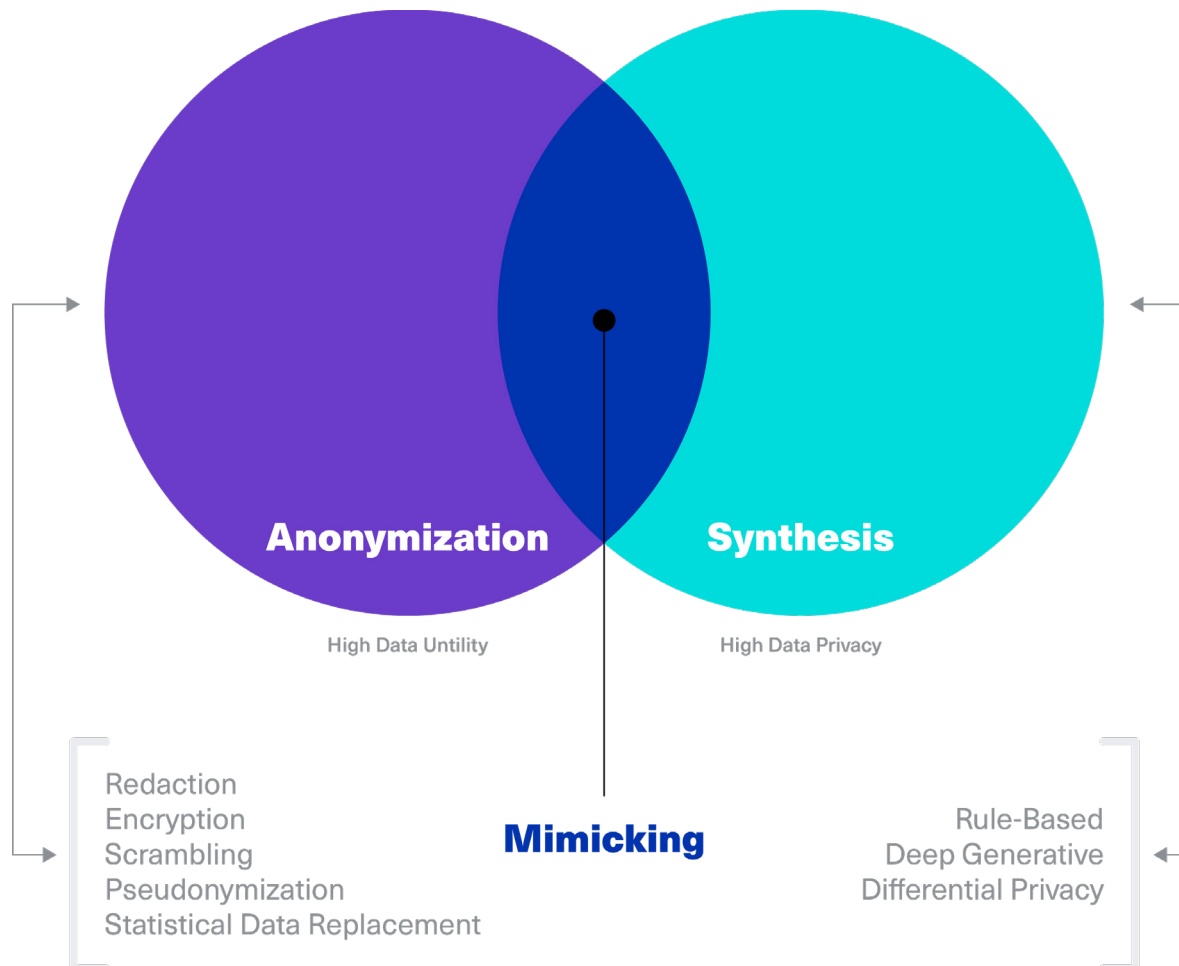 Anonymization
Synthesis
High Data Untility
High Data Privacy
Redaction
Encryption
Scrambling
Pseudonymization
Statistical Data Replacement
Mimicking
Rule-Based
Deep Generative
Differential Privacy